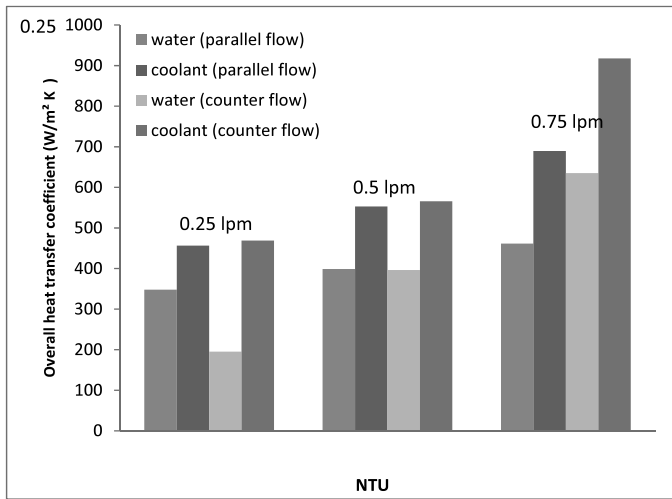 0.25
1000
900
800
700
600
500
400
300
200
100
0
Overall heat transfer coefficient (W/m² K )
water (parallel flow)
coolant (parallel flow)
water (counter flow)
coolant (counter flow)
0.25 lpm
0.5 lpm
0.75 lpm
NTU